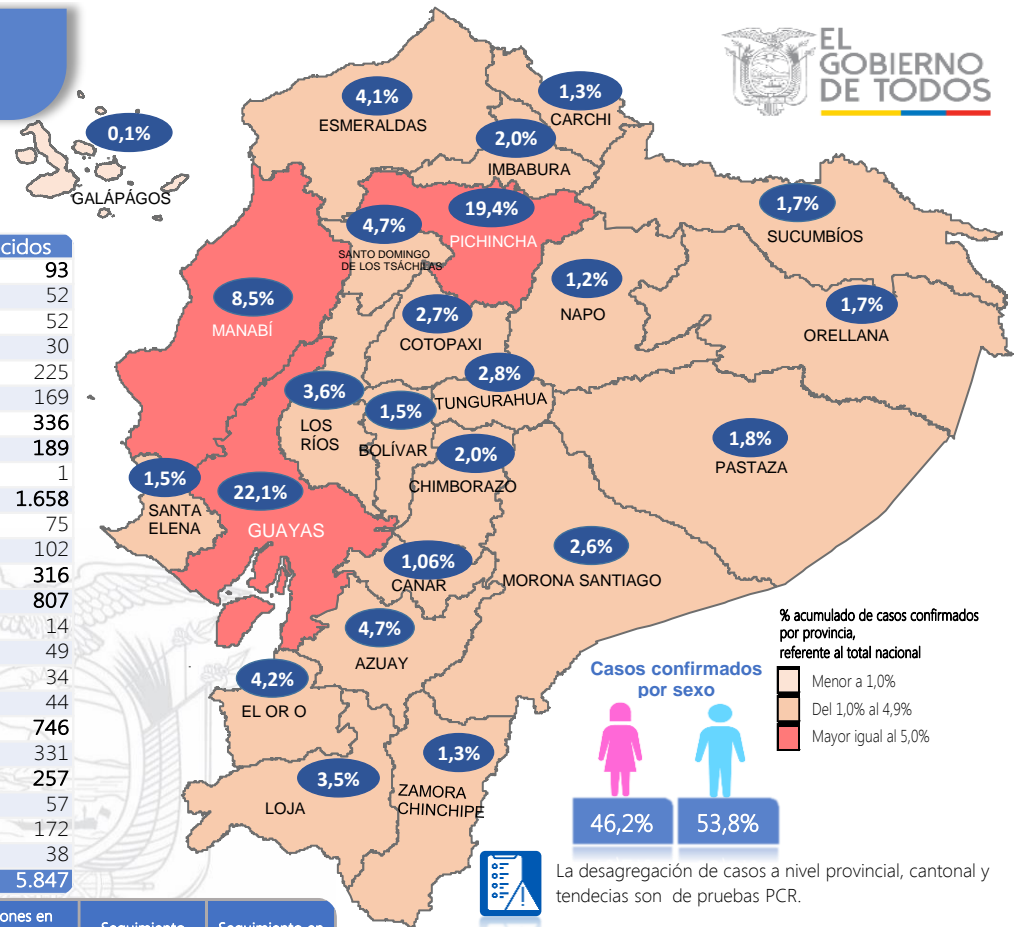 EL
GOBIERNO
DE TODOS
4,1%
ESMERALDAS
1,3%
CARCHI
2,0%
IMBABURA
0,1%
GALÁPÁGOS
19,4%
PICHINCHA
4,7%
SANTO DOMINGO
DE LOS TSÁCHILAS
1,7%
SUCUMBÍOS
8,5%
MANABÍ
1,2%
NAPO
1,7%
ORELLANA
2,7%
COTOPAXI
2,8%
TUNGURAHUA
3,6%
LOS
RÍOS
1,5%
BOLÍVAR
2,0%
CHIMBORAZO
1,8%
PASTAZA
1,5%
SANTA
ELENA
22,1%
GUAYAS
1,06%
CANAR
2,6%
MORONA SANTIAGO
4,7%
AZUAY
4,2%
EL OR O
3,5%
LOJA
1,3%
ZAMORA
CHINCHIPE
cidos
93
52
52
30
225
169
336
189
1
1.658
75
102
316
807
14
49
34
44
746
331
257
57
172
38
5.847
ones en
Seguimiento
Seguimiento en
% acumulado de casos confirmados
por provincia,
referente al total nacional
Menor a 1,0%
Del 1,0% al 4,9%
Mayor igual al 5,0%
Casos confirmados
por sexo
46,2%
53,8%
La desagregación de casos a nivel provincial, cantonal y
tendecias son de pruebas PCR.